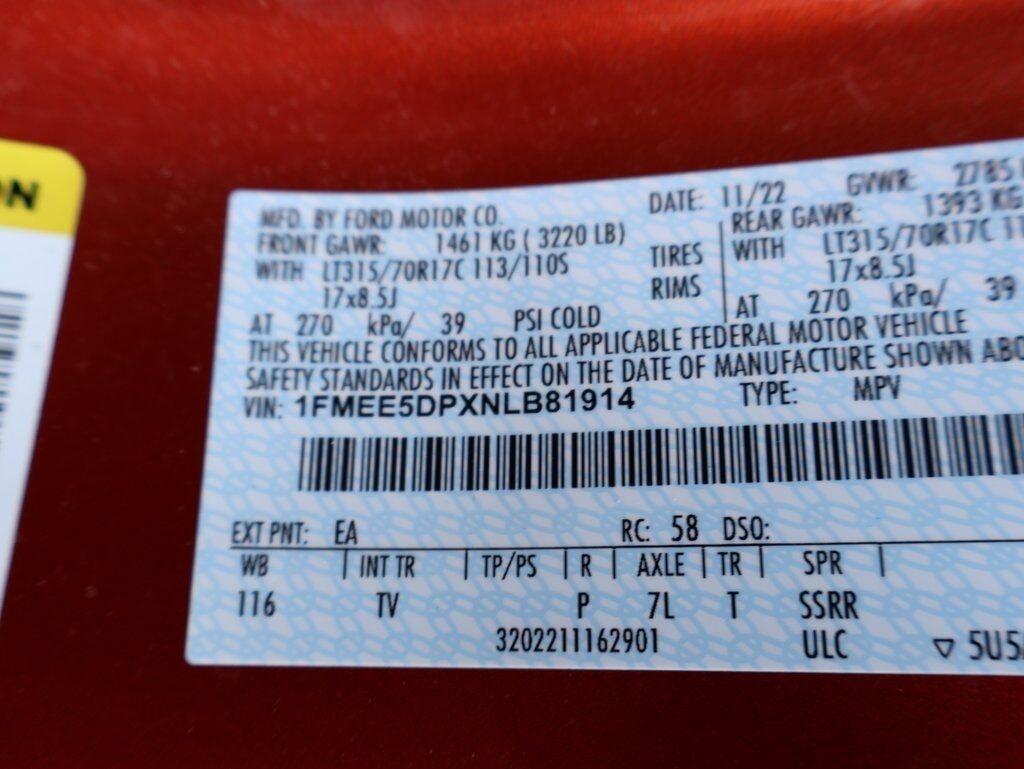 ON
MFD. BY FORD MOTOR CO. DATE: 11/22 GVWR: 2785
FRONT GAWR: 1461 KG ( 3220 LB) REAR GAWR: 1393 KG
WITH LT315/70R17C 113/110S TIRES WITH LT315/70R17C 11
17x8.5J RIMS 17x8.5J
AT 270 kPa/ 39 PSI COLD AT 270 kPa/ 39
THIS VEHICLE CONFORMS TO ALL APPLICABLE FEDERAL MOTOR VEHICLE
SAFETY STANDARDS IN EFFECT ON THE DATE OF MANUFACTURE SHOWN ABO
VIN: 1FMEE5DPXNLB81914 TYPE: MPV
EXT PNT: EA RC: 58 DSO:
WB | INT TR | TP/PS | R | AXLE | TR | SPR |
116 TV P 7L T SSRR
3202211162901 ULC ▽ 5U5